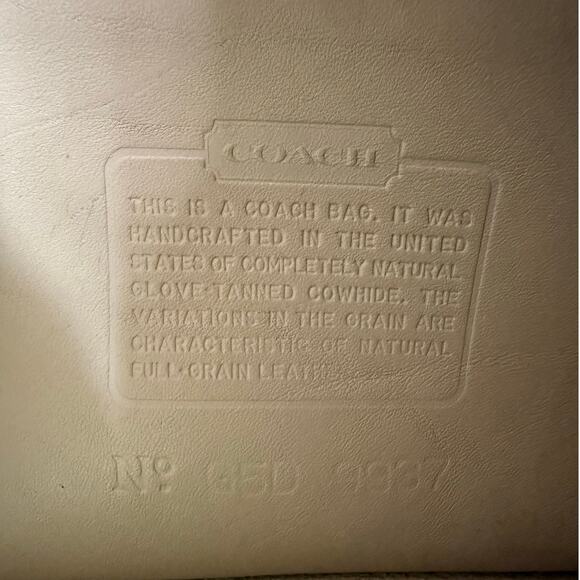 COACH
THIS IS A COACH BAG. IT WAS
HANDCRAFTED IN THE UNITED
STATES OF COMPLETELY NATURAL
GLOVE-TANNED COWHIDE. THE
VARIATIONS IN THE GRAIN ARE
CHARACTERISTIC OF NATURAL
FULL-GRAIN
No.